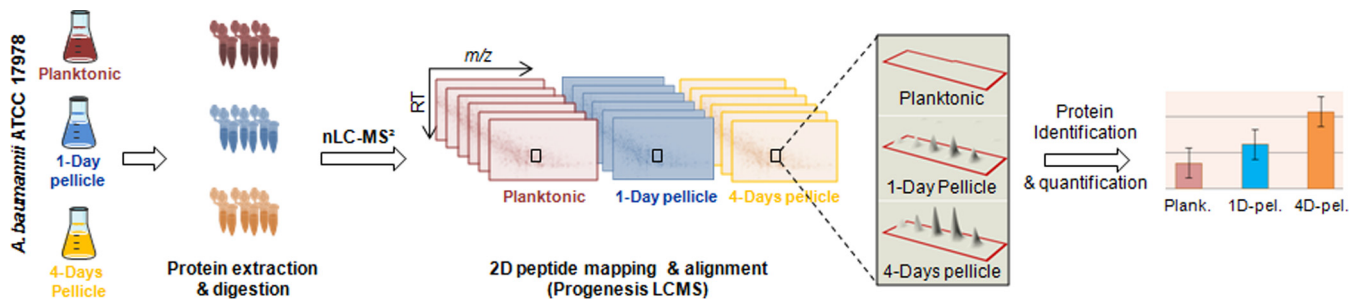 A.baumannii ATCC 17978
Planktonic
1-Day
pellicle
4-Days
Pellicle
Protein extraction
& digestion
nLC-MS²
m/z
RT
Planktonic
1-Day pellicle
4-Days pellicle
2D peptide mapping & alignment
(Progenesis LCMS)
Planktonic
1-Day Pellicle
4-Days pellicle
Protein
Identification
& quantification
Plank.
1D-pel.
4D-pel.